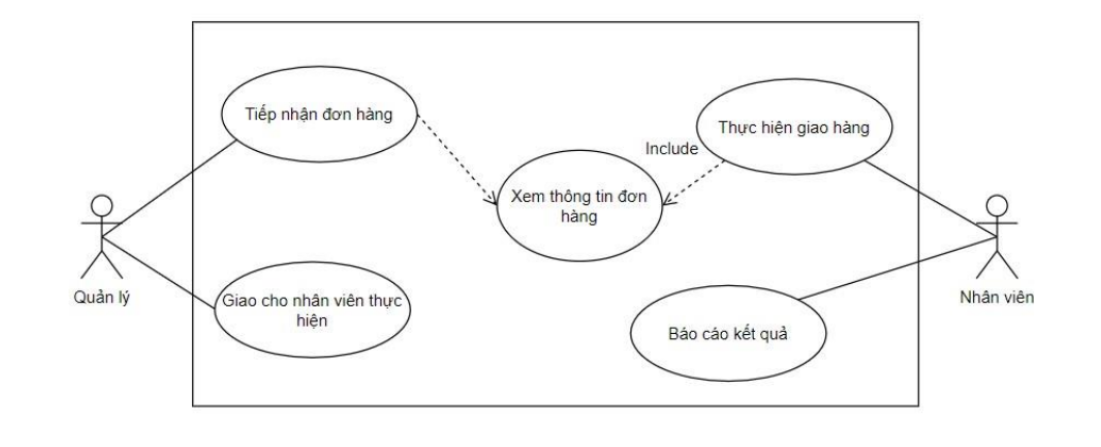 Tiếp nhận đơn hàng
Thực hiện giao hàng
Include
Xem thông tin đơn
hàng
Quản lý
Nhân viên
Giao cho nhân viên thực
hiện
Báo cáo kết quả